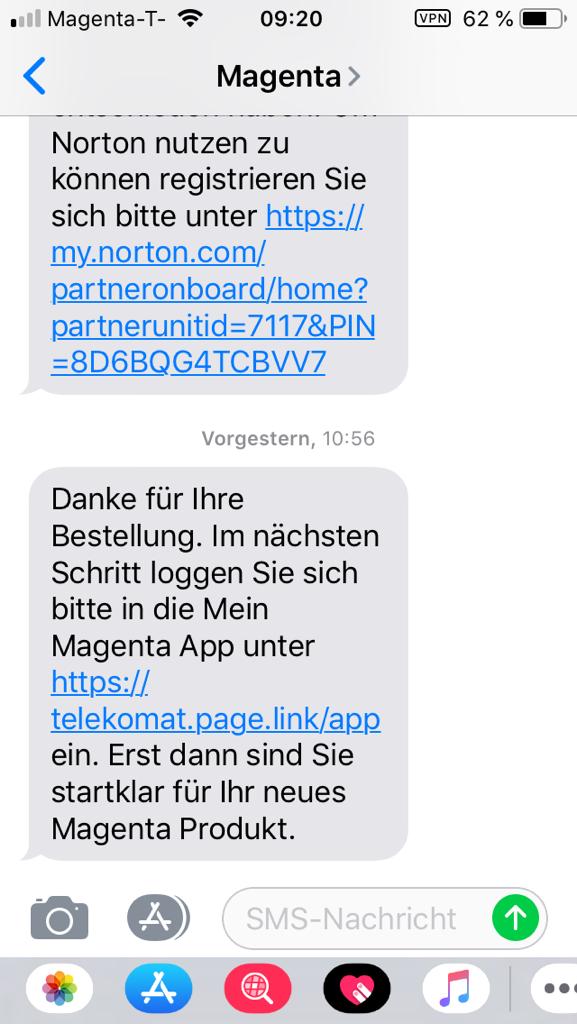 Magenta-T- 09:20 VPN 62 %
Magenta
Norton nutzen zu
können registrieren Sie
sich bitte unter https://
my.norton.com/
partneronboard/home?
partnerunitid=7117&PIN
=8D6BQG4TCBVV7
Vorgestern, 10:56
Danke für Ihre
Bestellung. Im nächsten
Schritt loggen Sie sich
bitte in die Mein
Magenta App unter
https://
telekomat.page.link/app
ein. Erst dann sind Sie
startklar für Ihr neues
Magenta Produkt.
SMS-Nachricht